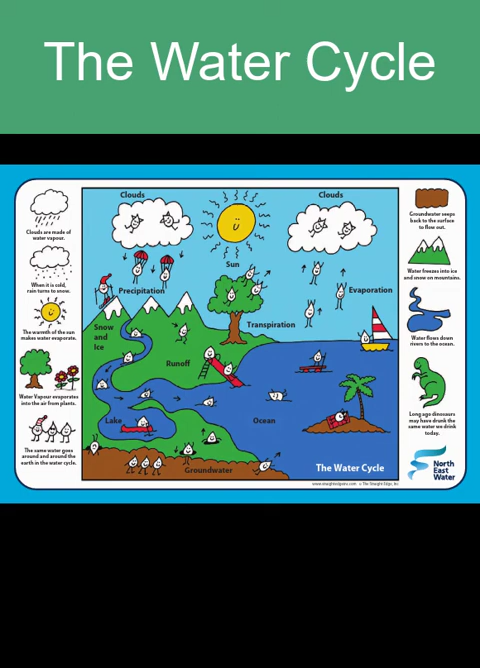 The Water Cycle
Clouds are made of
water vapour.
When it is cold,
rain turns to snow.
The warmth of the sun
makes water evaporate.
Water Vapour evaporates
into the air from plants.
The same water goes
around and around the
earth in the water cycle.
Clouds
Clouds
Sun
Precipitation
Evaporation
Snow
and
Ice
Transpiration
Runoff
Lake
Ocean
Groundwater
The Water Cycle
Groundwater seeps
back to the surface
to flow out.
Water freezes into ice
and snow on mountains.
Water flows down
rivers to the ocean.
Long ago dinosaurs
may have drunk the
same water we drink
today.
North
East
Water